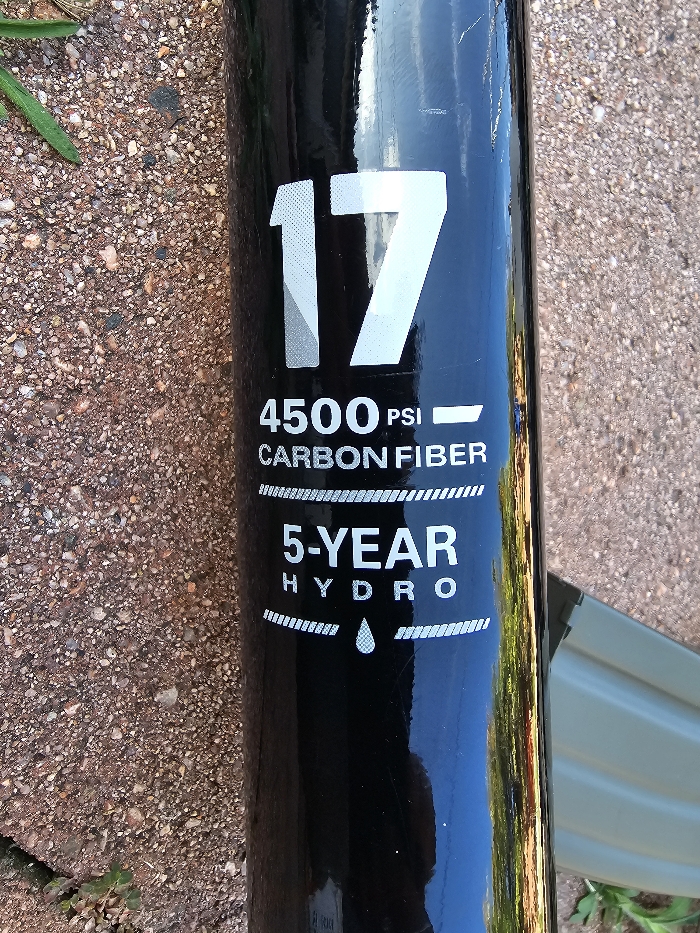 17
4500 PSI
CARBON FIBER
5-YEAR
HYDRO